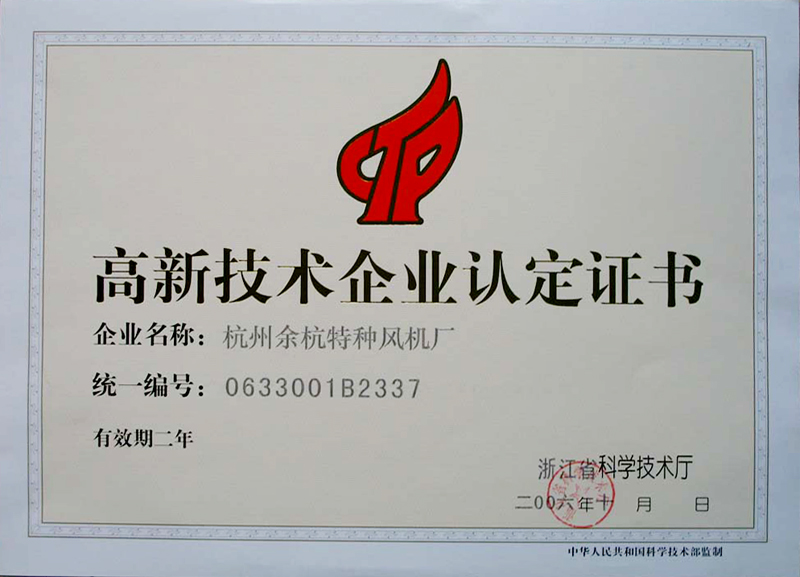 高新技术企业认定证书
企业名称：杭州余杭特种风机厂
统一编号：0633001B2337
有效期二年
浙江省科学技术厅
二00六年十月 日
中华人民共和国科学技术部监制